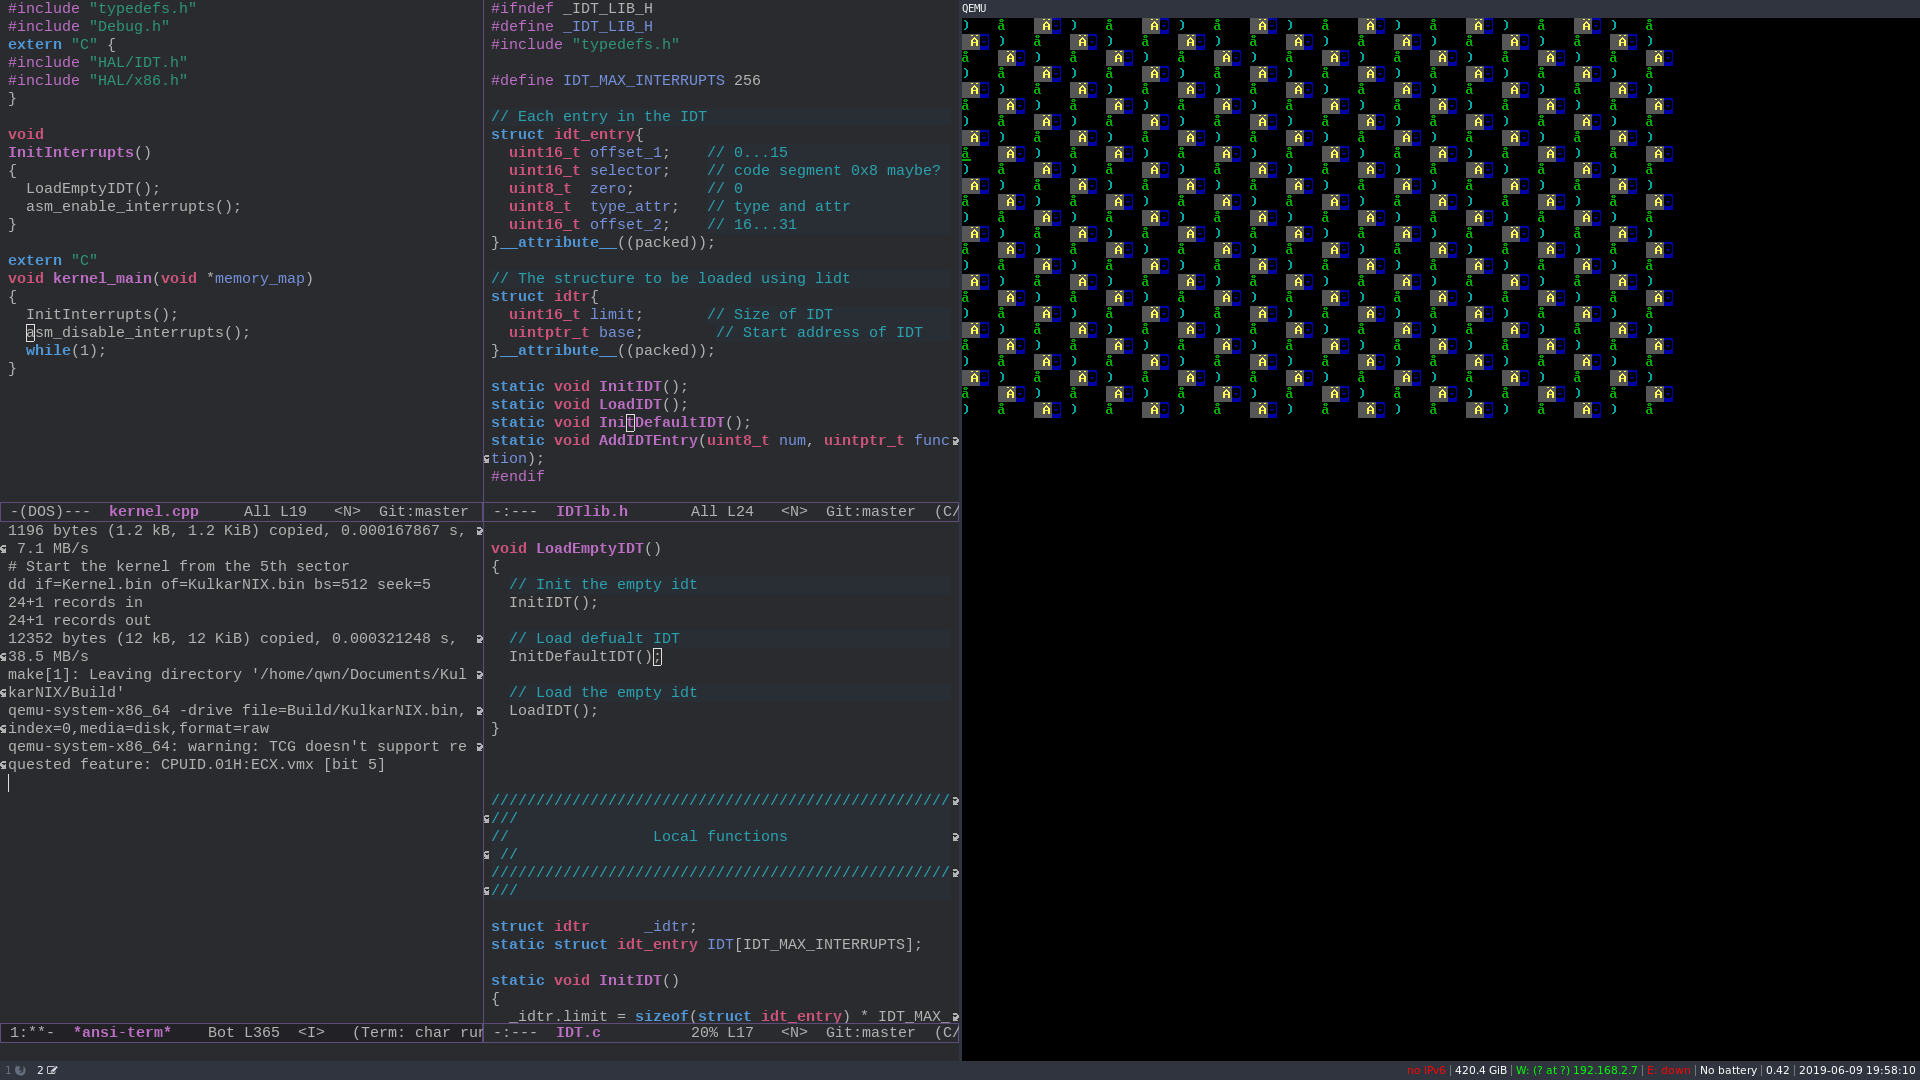 #include "typedefs.h"
#include "Debug.h"
extern "C" {
#include "HAL/IDT.h"
#include "HAL/x86.h"
}
void
InitInterrupts()
{
  LoadEmptyIDT();
  asm_enable_interrupts();
}
extern "C"
void kernel_main(void *memory_map)
{
  InitInterrupts();
  asm_disable_interrupts();
  while(1);
}
-(DOS)---  kernel.cpp     All L19   <N>  Git:master
1196 bytes (1.2 kB, 1.2 KiB) copied, 0.000167867 s,
 7.1 MB/s
# Start the kernel from the 5th sector
dd if=Kernel.bin of=KulkarNIX.bin bs=512 seek=5
24+1 records in
24+1 records out
12352 bytes (12 kB, 12 KiB) copied, 0.000321248 s,
38.5 MB/s
make[1]: Leaving directory '/home/qwn/Documents/Kul
karNIX/Build'
qemu-system-x86_64 -drive file=Build/KulkarNIX.bin,
index=0,media=disk,format=raw
qemu-system-x86_64: warning: TCG doesn't support re
quested feature: CPUID.01H:ECX.vmx [bit 5]
1:**-  *ansi-term*    Bot L365  <I>   (Term: char run
#ifndef _IDT_LIB_H
#define _IDT_LIB_H
#include "typedefs.h"
#define IDT_MAX_INTERRUPTS 256
// Each entry in the IDT
struct idt_entry{
  uint16_t offset_1;    // 0...15
  uint16_t selector;    // code segment 0x8 maybe?
  uint8_t  zero;        // 0
  uint8_t  type_attr;   // type and attr
  uint16_t offset_2;    // 16...31
}__attribute__((packed));
// The structure to be loaded using lidt
struct idtr{
  uint16_t limit;       // Size of IDT
  uintptr_t base;        // Start address of IDT
}__attribute__((packed));
static void InitIDT();
static void LoadIDT();
static void InitDefaultIDT();
static void AddIDTEntry(uint8_t num, uintptr_t func
tion);
#endif
-:---  IDTlib.h       All L24   <N>  Git:master  (C/
void LoadEmptyIDT()
{
  // Init the empty idt
  InitIDT();
  // Load defualt IDT
  InitDefaultIDT();
  // Load the empty idt
  LoadIDT();
}
///////////////////////////////////////////////////
///
//                Local functions
 //
///////////////////////////////////////////////////
///
struct idtr      _idtr;
static struct idt_entry IDT[IDT_MAX_INTERRUPTS];
static void InitIDT()
{
  _idtr.limit = sizeof(struct idt_entry) * IDT_MAX_
-:---  IDT.c          20% L17   <N>  Git:master  (C/
QEMU
1 2
no IPv6 | 420.4 GiB | W: (? at ?) 192.168.2.7 | E: down | No battery | 0.42 | 2019-06-09 19:58:10